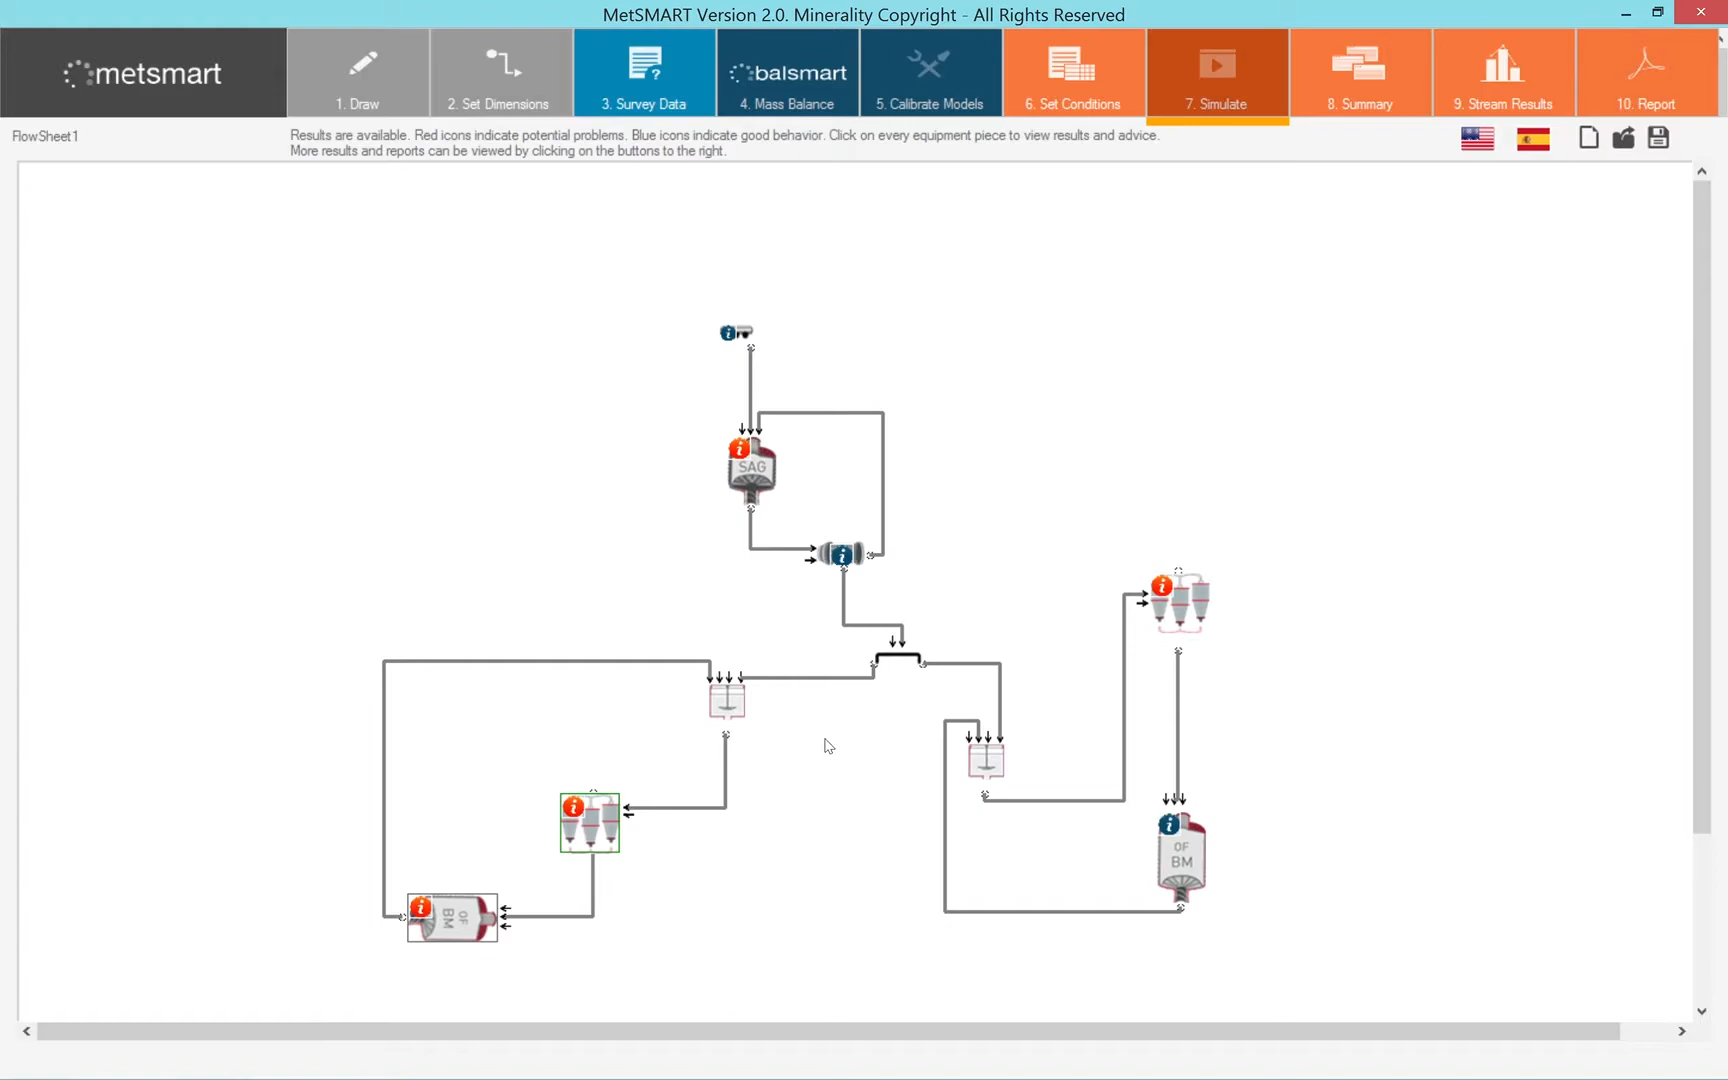 MetSMART Version 2.0. Minerality Copyright - All Rights Reserved
metsmart
1. Draw
2. Set Dimensions
3. Survey Data
balsmart
4. Mass Balance
5. Calibrate Models
6. Set Conditions
7. Simulate
8. Summary
9. Stream Results
10. Report
FlowSheet1
Results are available. Red icons indicate potential problems. Blue icons indicate good behavior. Click on every equipment piece to view results and advice.
More results and reports can be viewed by clicking on the buttons to the right.
SAG
OF
BM
OF
BM